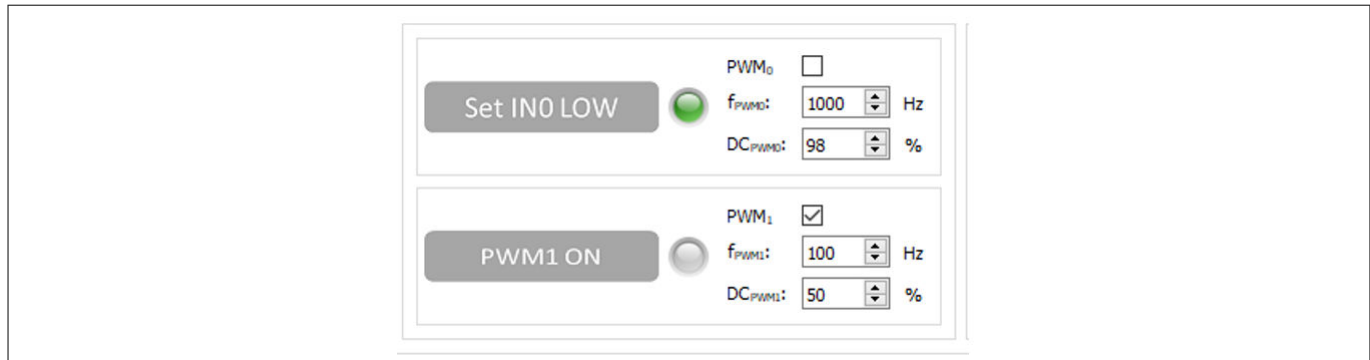 PWM₀
Set IN0 LOW
fPWM0: 1000 Hz
DCPWM0: 98 %
PWM₁
PWM1 ON
fPWM1: 100 Hz
DCPWM1: 50 %